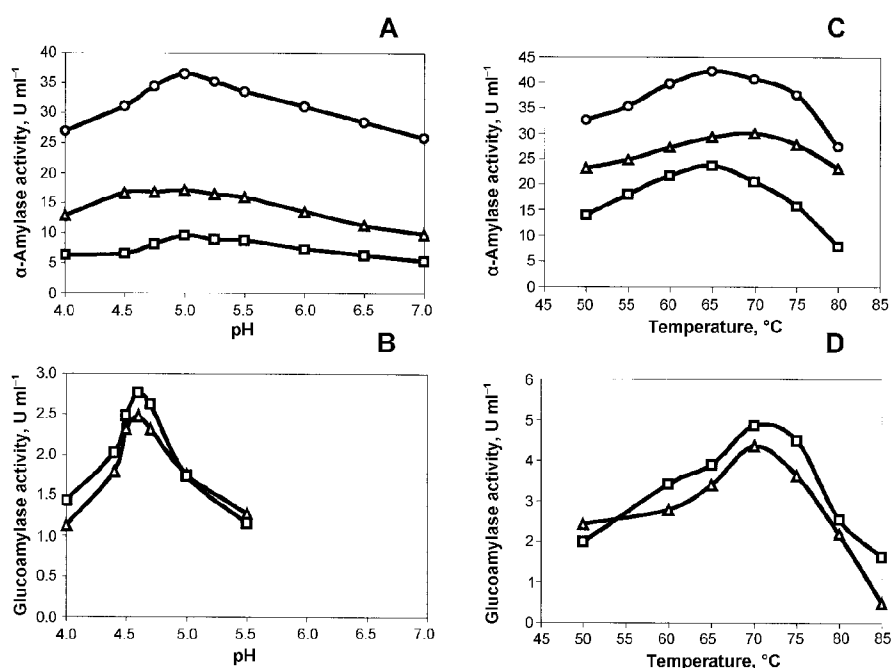 A
α-Amylase activity, U ml⁻¹
40
35
30
25
20
15
10
5
0
4.0 4.5 5.0 5.5 6.0 6.5 7.0
pH
C
α-Amylase activity, U ml⁻¹
45
40
35
30
25
20
15
10
5
0
45 50 55 60 65 70 75 80 85
Temperature, °C
B
Glucoamylase activity, U ml⁻¹
3.0
2.5
2.0
1.5
1.0
0.5
0.0
4.0 4.5 5.0 5.5 6.0 6.5 7.0
pH
D
Glucoamylase activity, U ml⁻¹
6
5
4
3
2
1
0
45 50 55 60 65 70 75 80 85
Temperature, °C